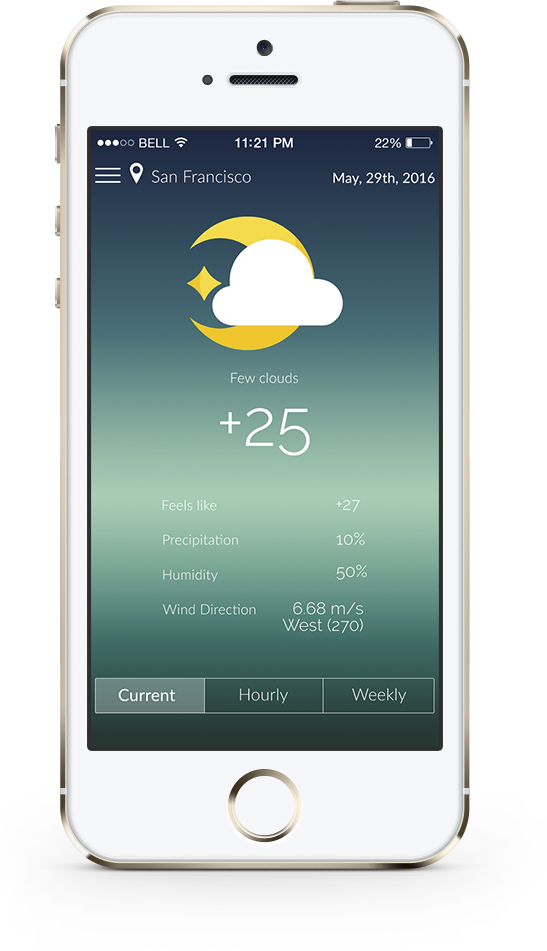 BELL 11:21 PM 22%
San Francisco May, 29th, 2016
Few clouds
+25
Feels like +27
Precipitation 10%
Humidity 50%
Wind Direction 6.68 m/s
West (270)
Current Hourly Weekly